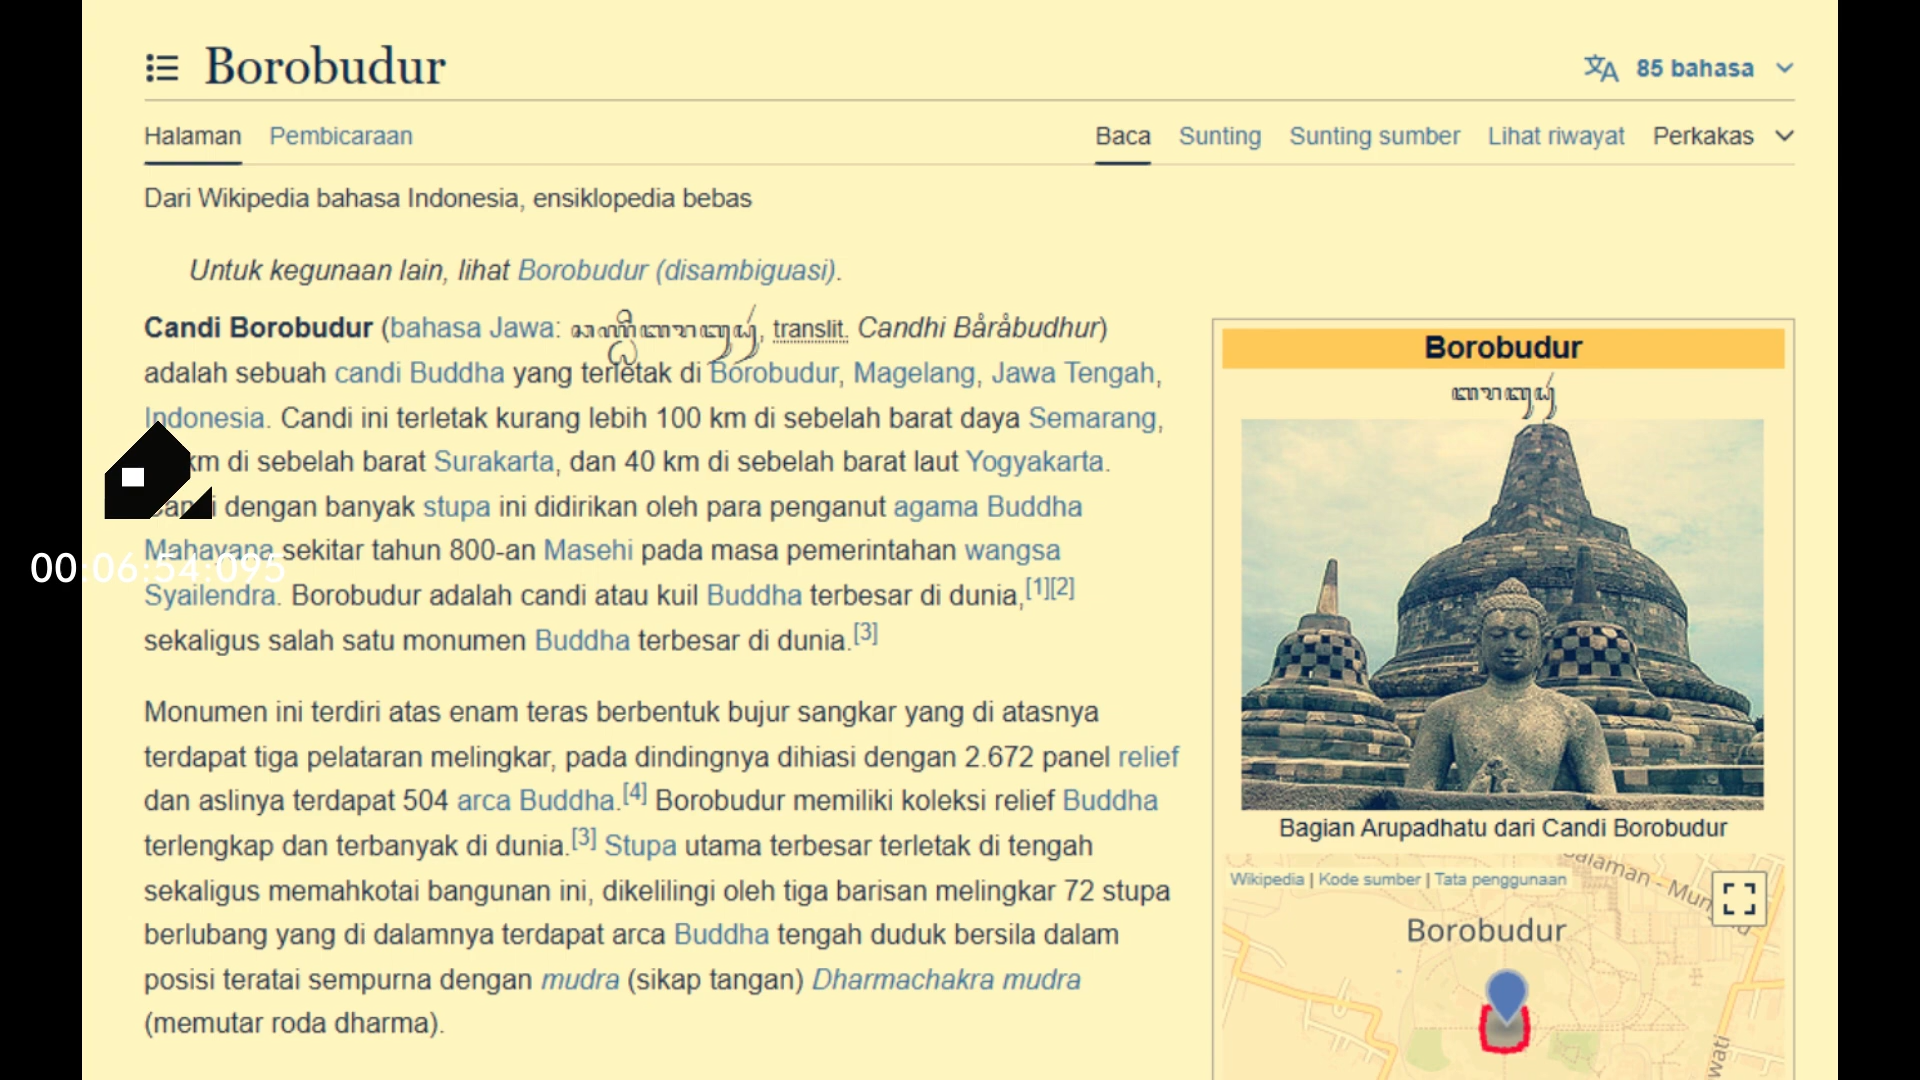 Borobudur
85 bahasa
Halaman Pembicaraan
Baca Sunting Sunting sumber Lihat riwayat Perkakas
Dari Wikipedia bahasa Indonesia, ensiklopedia bebas
Untuk kegunaan lain, lihat Borobudur (disambiguasi).
Candi Borobudur (bahasa Jawa: translit. Candhi Båråbudhur)
adalah sebuah candi Buddha yang terletak di Borobudur, Magelang, Jawa Tengah,
Indonesia. Candi ini terletak kurang lebih 100 km di sebelah barat daya Semarang,
km di sebelah barat Surakarta, dan 40 km di sebelah barat laut Yogyakarta.
Candi dengan banyak stupa ini didirikan oleh para penganut agama Buddha
Mahayana sekitar tahun 800-an Masehi pada masa pemerintahan wangsa
00:06:54:095
Syailendra. Borobudur adalah candi atau kuil Buddha terbesar di dunia,[1][2]
sekaligus salah satu monumen Buddha terbesar di dunia.[3]
Monumen ini terdiri atas enam teras berbentuk bujur sangkar yang di atasnya
terdapat tiga pelataran melingkar, pada dindingnya dihiasi dengan 2.672 panel relief
dan aslinya terdapat 504 arca Buddha.[4] Borobudur memiliki koleksi relief Buddha
terlengkap dan terbanyak di dunia.[3] Stupa utama terbesar terletak di tengah
sekaligus memahkotai bangunan ini, dikelilingi oleh tiga barisan melingkar 72 stupa
berlubang yang di dalamnya terdapat arca Buddha tengah duduk bersila dalam
posisi teratai sempurna dengan mudra (sikap tangan) Dharmachakra mudra
(memutar roda dharma).
Borobudur
Bagian Arupadhatu dari Candi Borobudur
Wikipedia | Kode sumber | Tata penggunaan
Borobudur